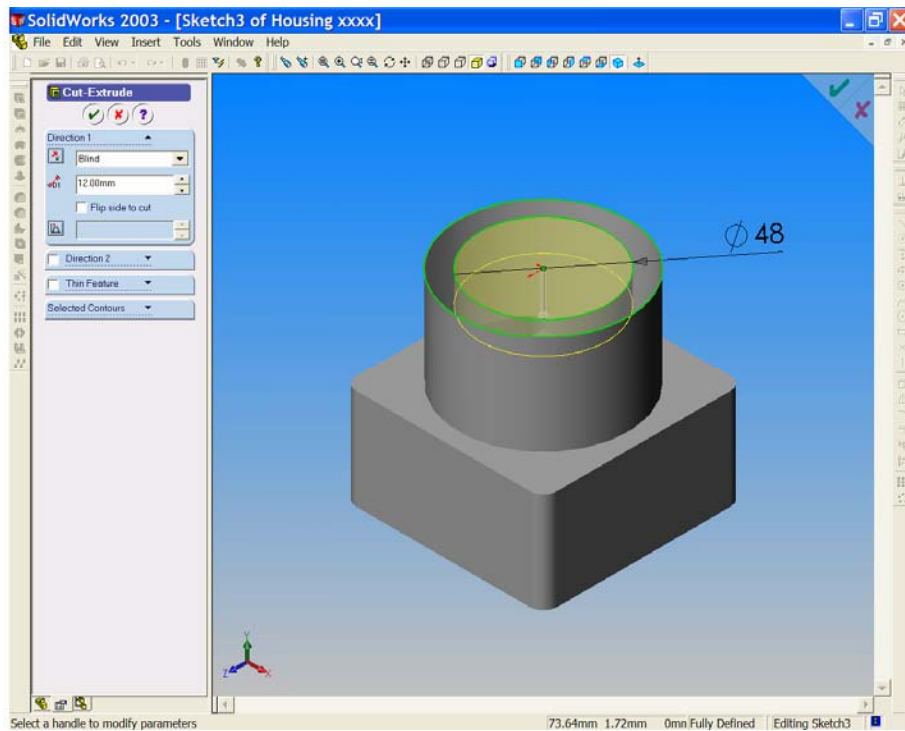 SolidWorks 2003 - [Sketch3 of Housing xxxx]
File Edit View Insert Tools Window Help
Cut-Extrude
Direction 1
Blind
D1
12.00mm
Flip side to cut
Direction 2
Thin Feature
Selected Contours
∅ 48
Y
Z
X
Select a handle to modify parameters
73.64mm 1.72mm 0mn Fully Defined Editing Sketch3